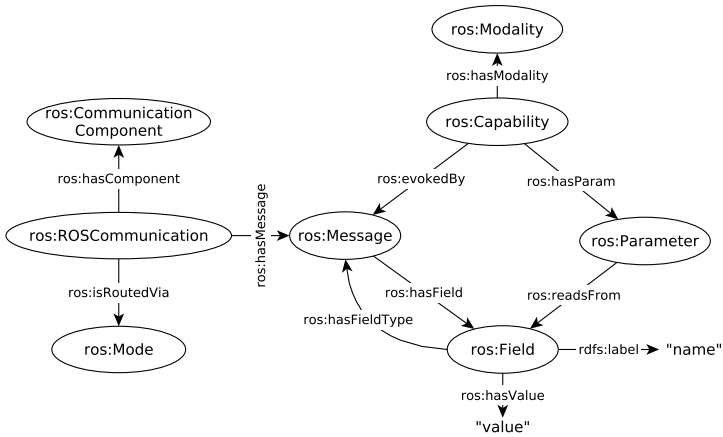 ros:Modality
ros:hasModality
ros:Communication
Component
ros:Capability
ros:hasComponent
ros:evokedBy
ros:hasParam
ros:ROSCommunication
ros:hasMessage
ros:Message
ros:Parameter
ros:isRoutedVia
ros:hasField
ros:readsFrom
ros:hasFieldType
ros:Mode
ros:Field
rdfs:label
"name"
ros:hasValue
"value"